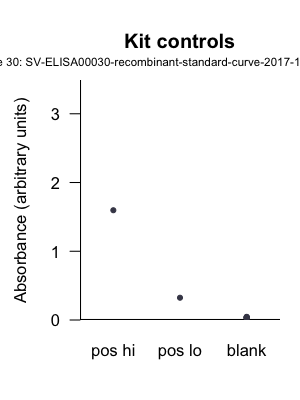 Kit controls
30: SV-ELISA00030-recombinant-standard-curve-2017-1
Absorbance (arbitrary units)
3
2
1
0
pos hi pos lo blank